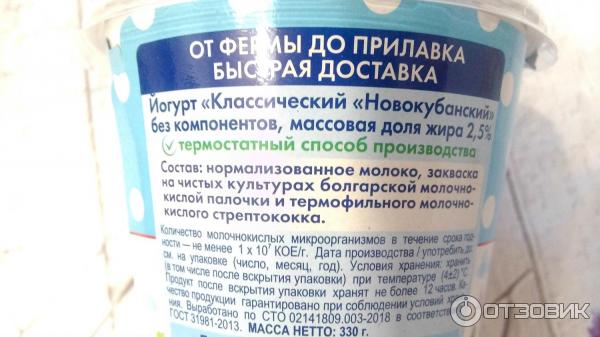 ОТ ФЕРМЫ ДО ПРИЛАВКА
БЫСТРАЯ ДОСТАВКА
Йогурт «Классический «Новокубанский»
без компонентов, массовая доля жира 2,5%
термостатный способ производства
Состав: нормализованное молоко, закваска
на чистых культурах болгарской молочно-
кислой палочки и термофильного молочно-
кислого стрептококка.
Количество молочнокислых микроорганизмов в течение срока год-
ности — не менее 1 х 10⁷ КОЕ/г. Дата производства / употребить до:
см. на упаковке (число, месяц, год). Условия хранения: хранить
(в том числе после вскрытия упаковки) при температуре (4±2) °С.
Продукт после вскрытия упаковки хранят не более 12 часов. Ка-
чество продукции гарантировано при соблюдении условий хра-
Выработано по СТО 02141809.003-2018 в соответствии
ГОСТ 31981-2013. МАССА НЕТТО: 330 г.
ОТЗОВИК